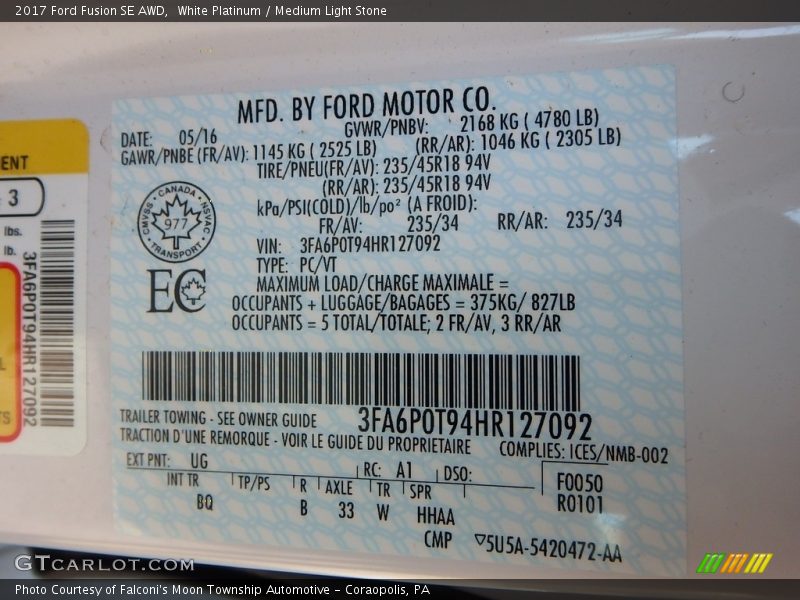 2017 Ford Fusion SE AWD, White Platinum / Medium Light Stone
MFD. BY FORD MOTOR CO.
DATE: 05/16 GVWR/PNBV: 2168 KG ( 4780 LB)
GAWR/PNBE (FR/AV): 1145 KG ( 2525 LB) (RR/AR): 1046 KG ( 2305 LB)
TIRE/PNEU(FR/AV): 235/45R18 94V
(RR/AR): 235/45R18 94V
kPa/PSI(COLD)/lb/po² (A FROID):
FR/AV: 235/34 RR/AR: 235/34
VIN: 3FA6P0T94HR127092
TYPE: PC/VT
MAXIMUM LOAD/CHARGE MAXIMALE =
OCCUPANTS + LUGGAGE/BAGAGES = 375KG/ 827LB
OCCUPANTS = 5 TOTAL/TOTALE; 2 FR/AV, 3 RR/AR
CANADA
CMVSS NSVAC
977
TRANSPORT
EC
3FA6P0T94HR127092
TRAILER TOWING - SEE OWNER GUIDE
TRACTION D'UNE REMORQUE - VOIR LE GUIDE DU PROPRIETAIRE
COMPLIES: ICES/NMB-002
EXT PNT: UG RC: A1 DSO: F0050
INT TR TP/PS R AXLE TR SPR R0101
BQ B 33 W HHAA
CMP 5U5A-5420472-AA
ENT
3
lbs.
lb.
3FA6P0T94HR127092
TS
GTCARLOT.COM
Photo Courtesy of Falconi's Moon Township Automotive - Coraopolis, PA